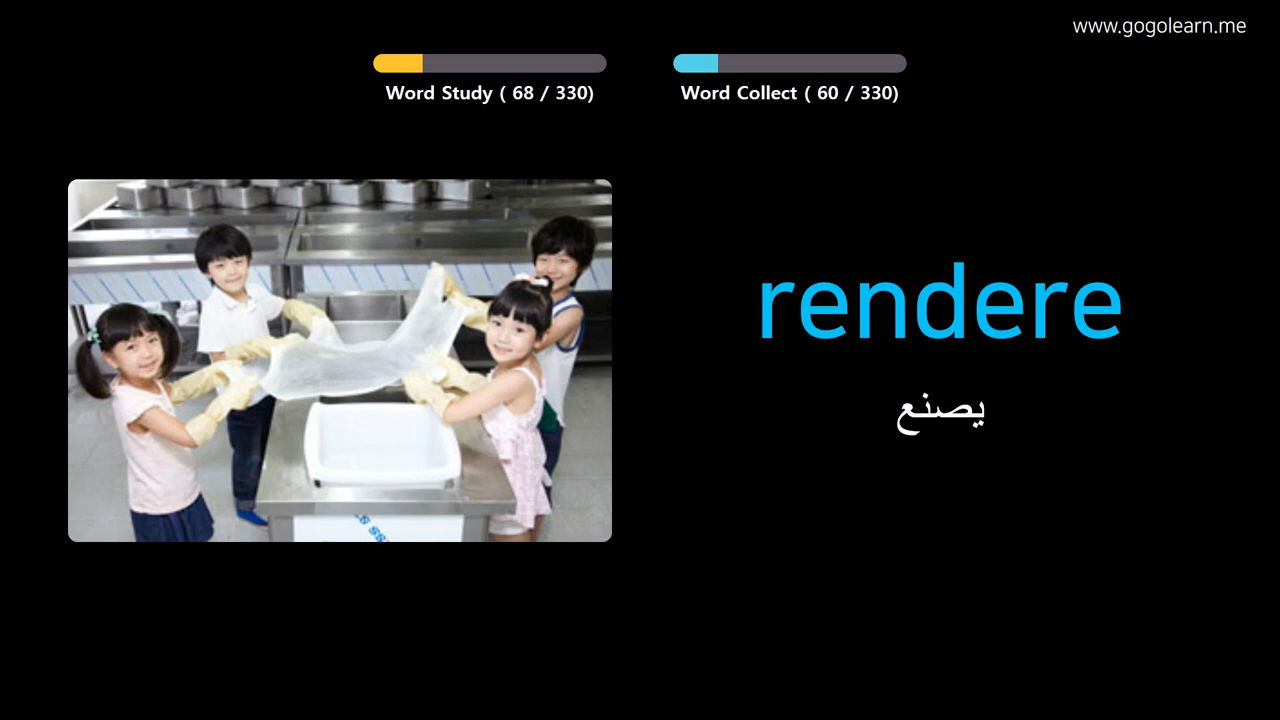 www.gogolearn.me
Word Study ( 68 / 330)
Word Collect ( 60 / 330)
rendere
يصنع